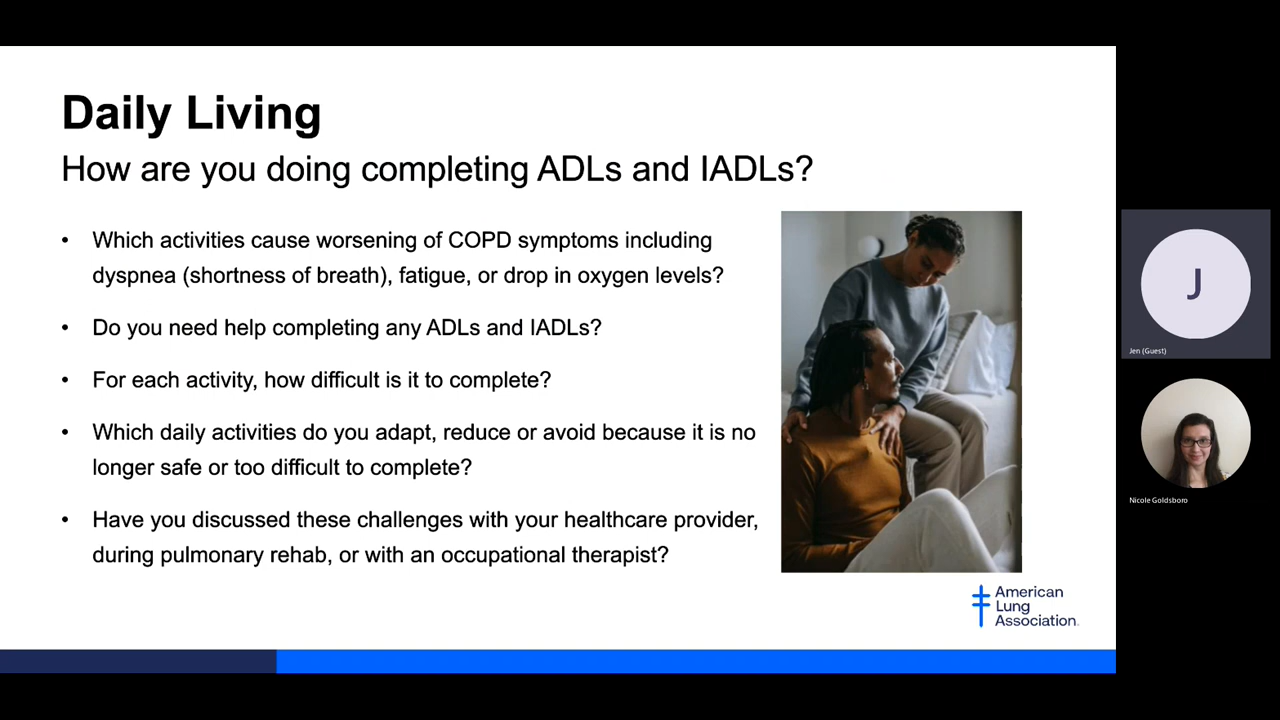 Daily Living
How are you doing completing ADLs and IADLs?
• Which activities cause worsening of COPD symptoms including
dyspnea (shortness of breath), fatigue, or drop in oxygen levels?
• Do you need help completing any ADLs and IADLs?
• For each activity, how difficult is it to complete?
• Which daily activities do you adapt, reduce or avoid because it is no
longer safe or too difficult to complete?
• Have you discussed these challenges with your healthcare provider,
during pulmonary rehab, or with an occupational therapist?
American
Lung
Association.
J
Jen (Guest)
Nicole Goldsboro